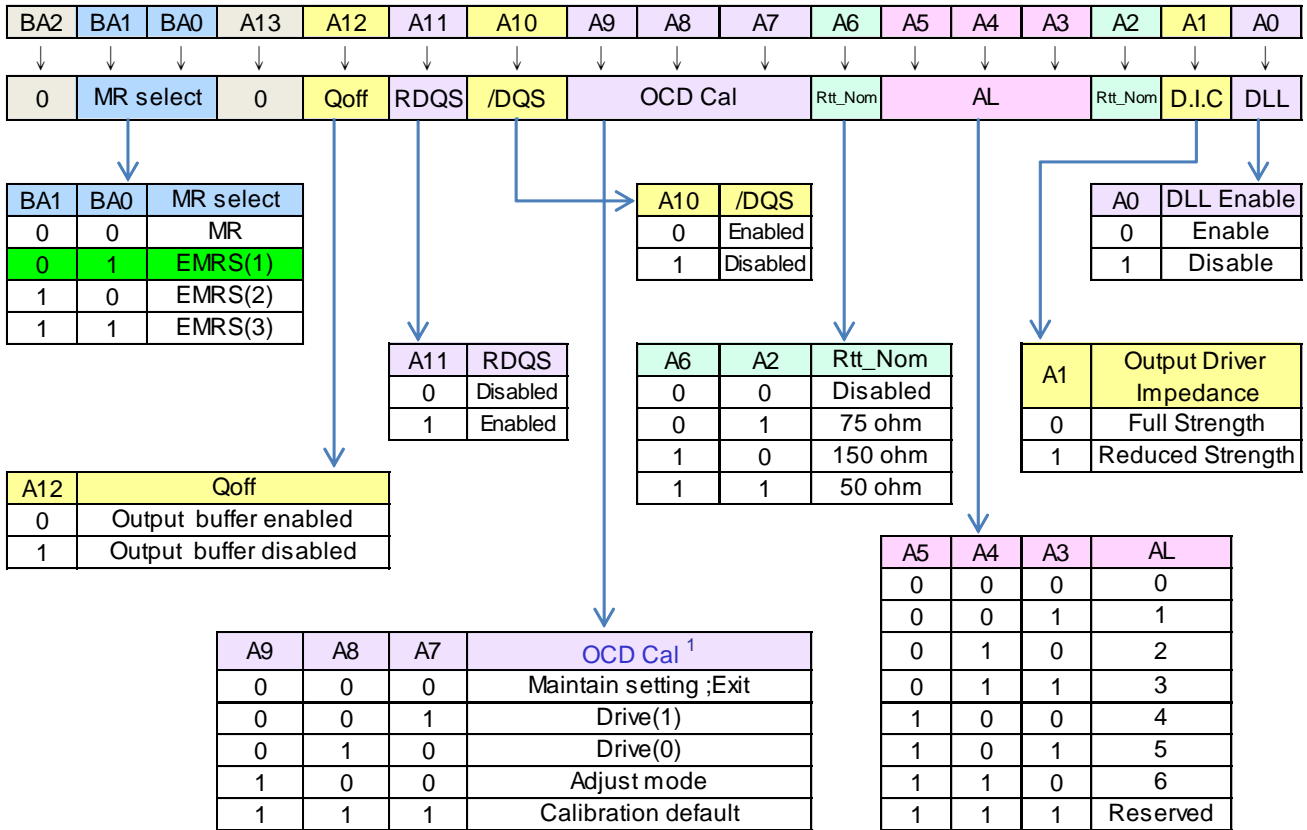 BA2 BA1 BA0 A13 A12 A11 A10 A9 A8 A7 A6 A5 A4 A3 A2 A1 A0
0 MR select 0 Qoff RDQS /DQS OCD Cal Rtt_Nom AL Rtt_Nom D.I.C DLL
BA1 BA0 MR select
0 0 MR
0 1 EMRS(1)
1 0 EMRS(2)
1 1 EMRS(3)
A10 /DQS
0 Enabled
1 Disabled
A0 DLL Enable
0 Enable
1 Disable
A11 RDQS
0 Disabled
1 Enabled
A6 A2 Rtt_Nom
0 0 Disabled
0 1 75 ohm
1 0 150 ohm
1 1 50 ohm
A1 Output Driver
Impedance
0 Full Strength
1 Reduced Strength
A12 Qoff
0 Output buffer enabled
1 Output buffer disabled
A5 A4 A3 AL
0 0 0 0
0 0 1 1
0 1 0 2
0 1 1 3
1 0 0 4
1 0 1 5
1 1 0 6
1 1 1 Reserved
A9 A8 A7 OCD Cal 1
0 0 0 Maintain setting ;Exit
0 0 1 Drive(1)
0 1 0 Drive(0)
1 0 0 Adjust mode
1 1 1 Calibration default